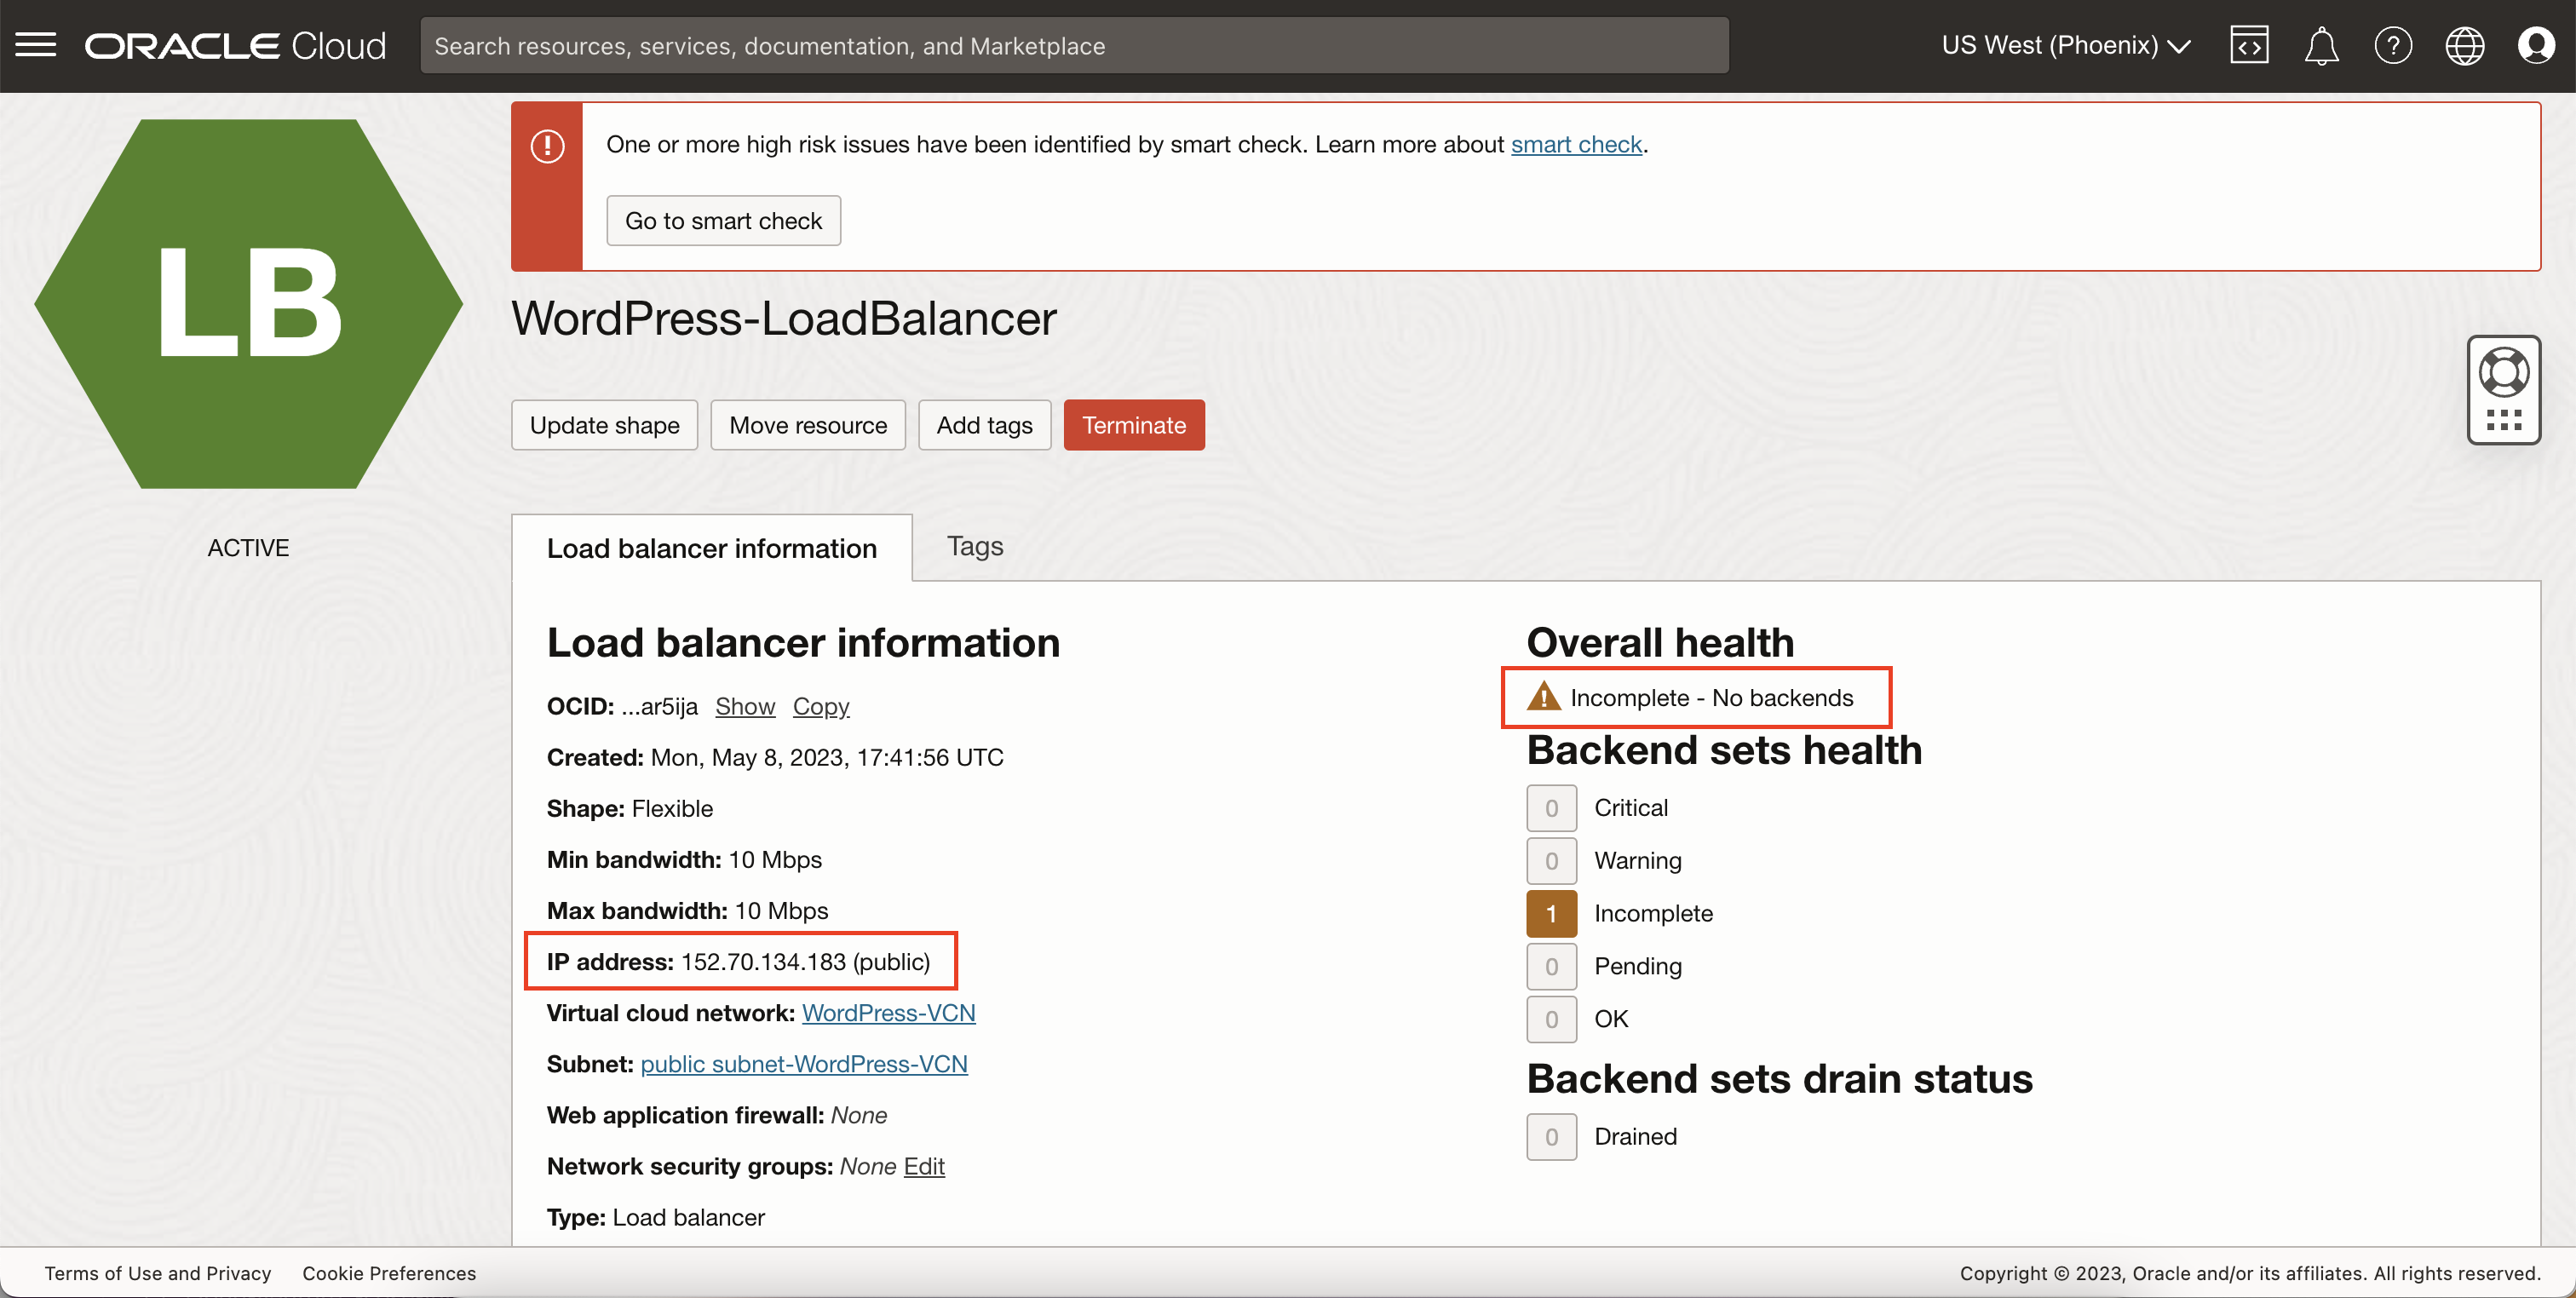 ORACLE Cloud
Search resources, services, documentation, and Marketplace
US West (Phoenix)
One or more high risk issues have been identified by smart check. Learn more about smart check.
Go to smart check
LB
ACTIVE
WordPress-LoadBalancer
Update shape
Move resource
Add tags
Terminate
Load balancer information
Tags
Load balancer information
OCID: ...ar5ija Show Copy
Created: Mon, May 8, 2023, 17:41:56 UTC
Shape: Flexible
Min bandwidth: 10 Mbps
Max bandwidth: 10 Mbps
IP address: 152.70.134.183 (public)
Virtual cloud network: WordPress-VCN
Subnet: public subnet-WordPress-VCN
Web application firewall: None
Network security groups: None Edit
Type: Load balancer
Overall health
Incomplete - No backends
Backend sets health
0 Critical
0 Warning
1 Incomplete
0 Pending
0 OK
Backend sets drain status
0 Drained
Terms of Use and Privacy
Cookie Preferences
Copyright © 2023, Oracle and/or its affiliates. All rights reserved.